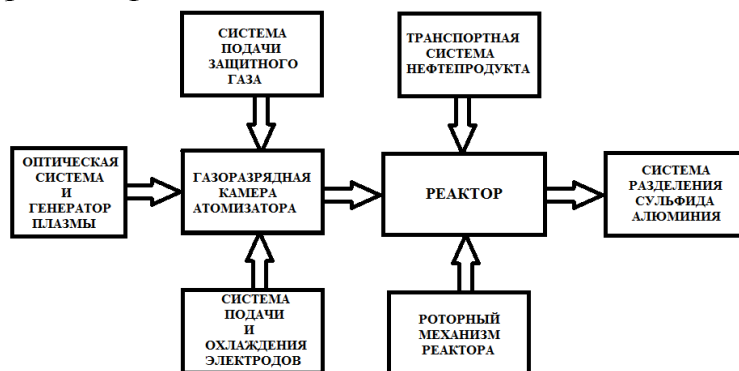 СИСТЕМА
ПОДАЧИ
ЗАЩИТНОГО
ГАЗА
ТРАНСПОРТНАЯ
СИСТЕМА
НЕФТЕПРОДУКТА
ОПТИЧЕСКАЯ
СИСТЕМА
И
ГЕНЕРАТОР
ПЛАЗМЫ
ГАЗОРАЗРЯДНАЯ
КАМЕРА
АТОМИЗАТОРА
РЕАКТОР
СИСТЕМА
РАЗДЕЛЕНИЯ
СУЛЬФИДА
АЛЮМИНИЯ
СИСТЕМА
ПОДАЧИ
И
ОХЛАЖДЕНИЯ
ЭЛЕКТРОДОВ
РОТОРНЫЙ
МЕХАНИЗМ
РЕАКТОРА